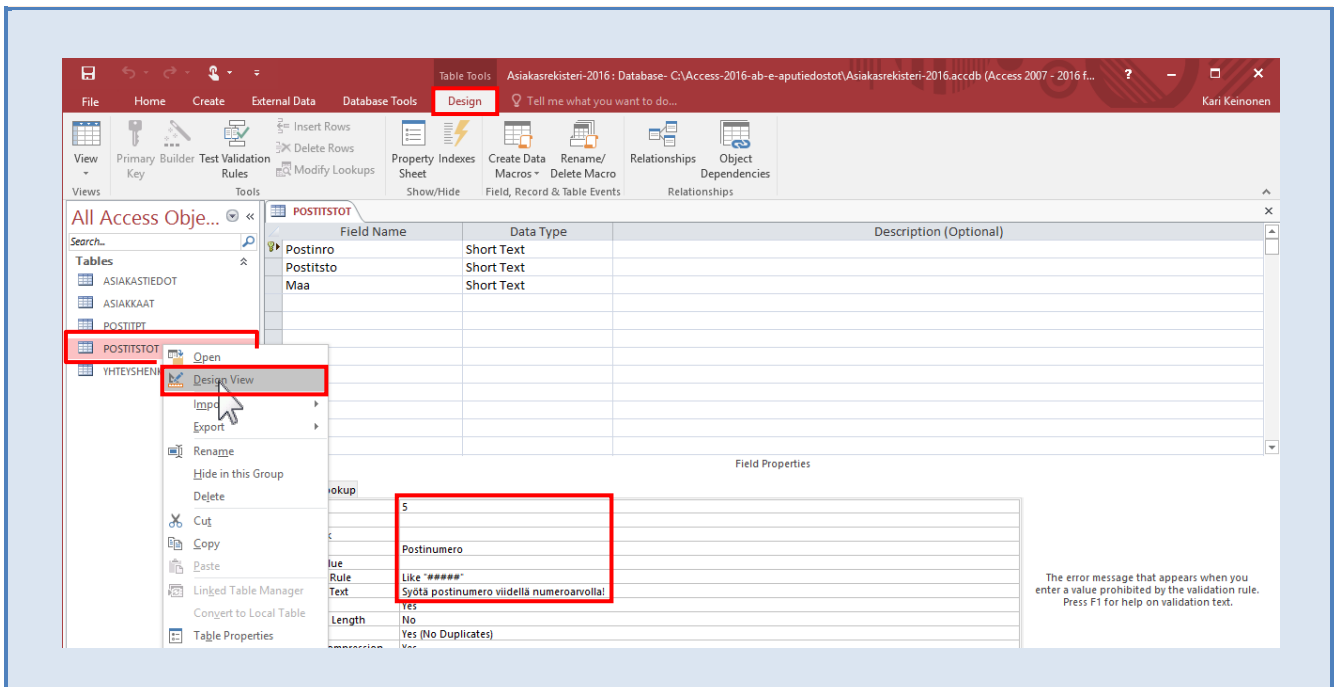 Table Tools
Asiakasrekisteri-2016 : Database- C:\Access-2016-ab-e-aputiedostot\Asiakasrekisteri-2016.accdb (Access 2007 - 2016 f...
?
File Home Create External Data Database Tools Design Tell me what you want to do... Kari Keinonen
View
Primary Key
Builder
Test Validation Rules
Insert Rows
Delete Rows
Modify Lookups
Property Sheet
Indexes
Create Data Macros
Rename/ Delete Macro
Relationships
Object Dependencies
Views Tools Show/Hide Field, Record & Table Events Relationships
All Access Obje... «
POSTITSTOT
Search...
Field Name Data Type Description (Optional)
Postinro Short Text
Postitsto Short Text
Maa Short Text
Tables
ASIAKASTIEDOT
ASIAKKAAT
POSTITPT
POSTITSTOT
YHTEYSHENK
Open
Design View
Impo
Export
Rename
Hide in this Group
Delete
Cut
Copy
Paste
Linked Table Manager
Convert to Local Table
Table Properties
Field Properties
ookup
5
Postinumero
lue
Rule Like "#####"
Text Syötä postinumero viidellä numeroarvolla!
Yes
Length No
Yes (No Duplicates)
ompression Yes
The error message that appears when you
enter a value prohibited by the validation rule.
Press F1 for help on validation text.